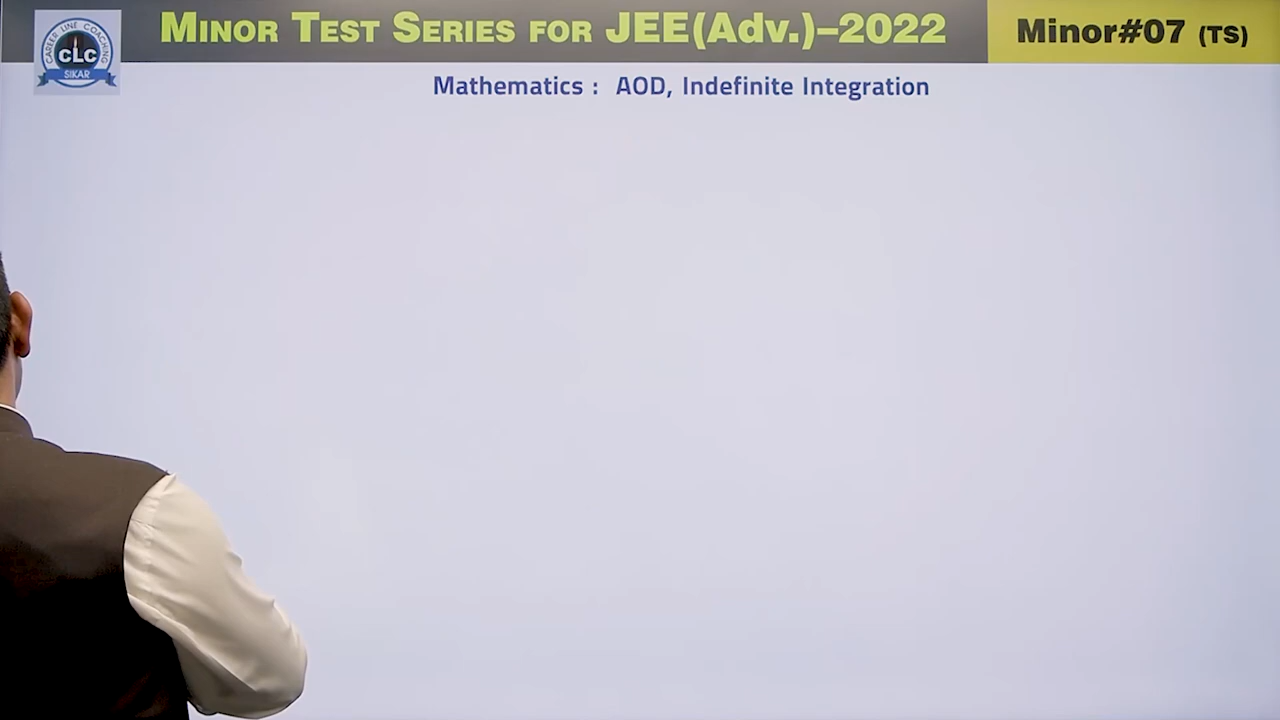 MINOR TEST SERIES FOR JEE(Adv.)–2022
Minor#07 (TS)
CAREER LINE COACHING
CLC
SIKAR
Mathematics : AOD, Indefinite Integration